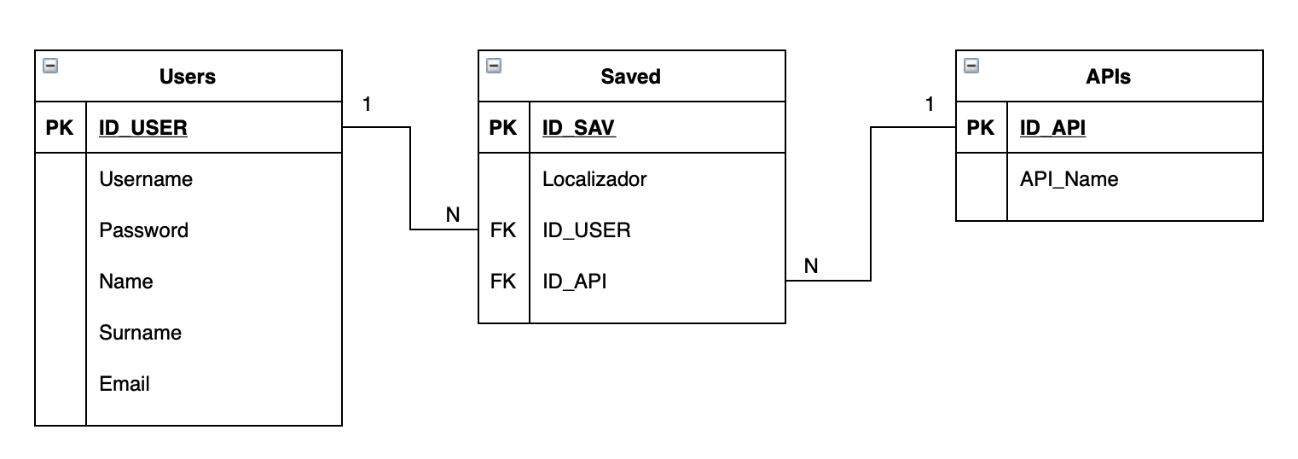 Users
PK ID_USER
Username
Password
Name
Surname
Email
1
N
Saved
PK ID_SAV
Localizador
FK ID_USER
FK ID_API
N
1
APIs
PK ID_API
API_Name